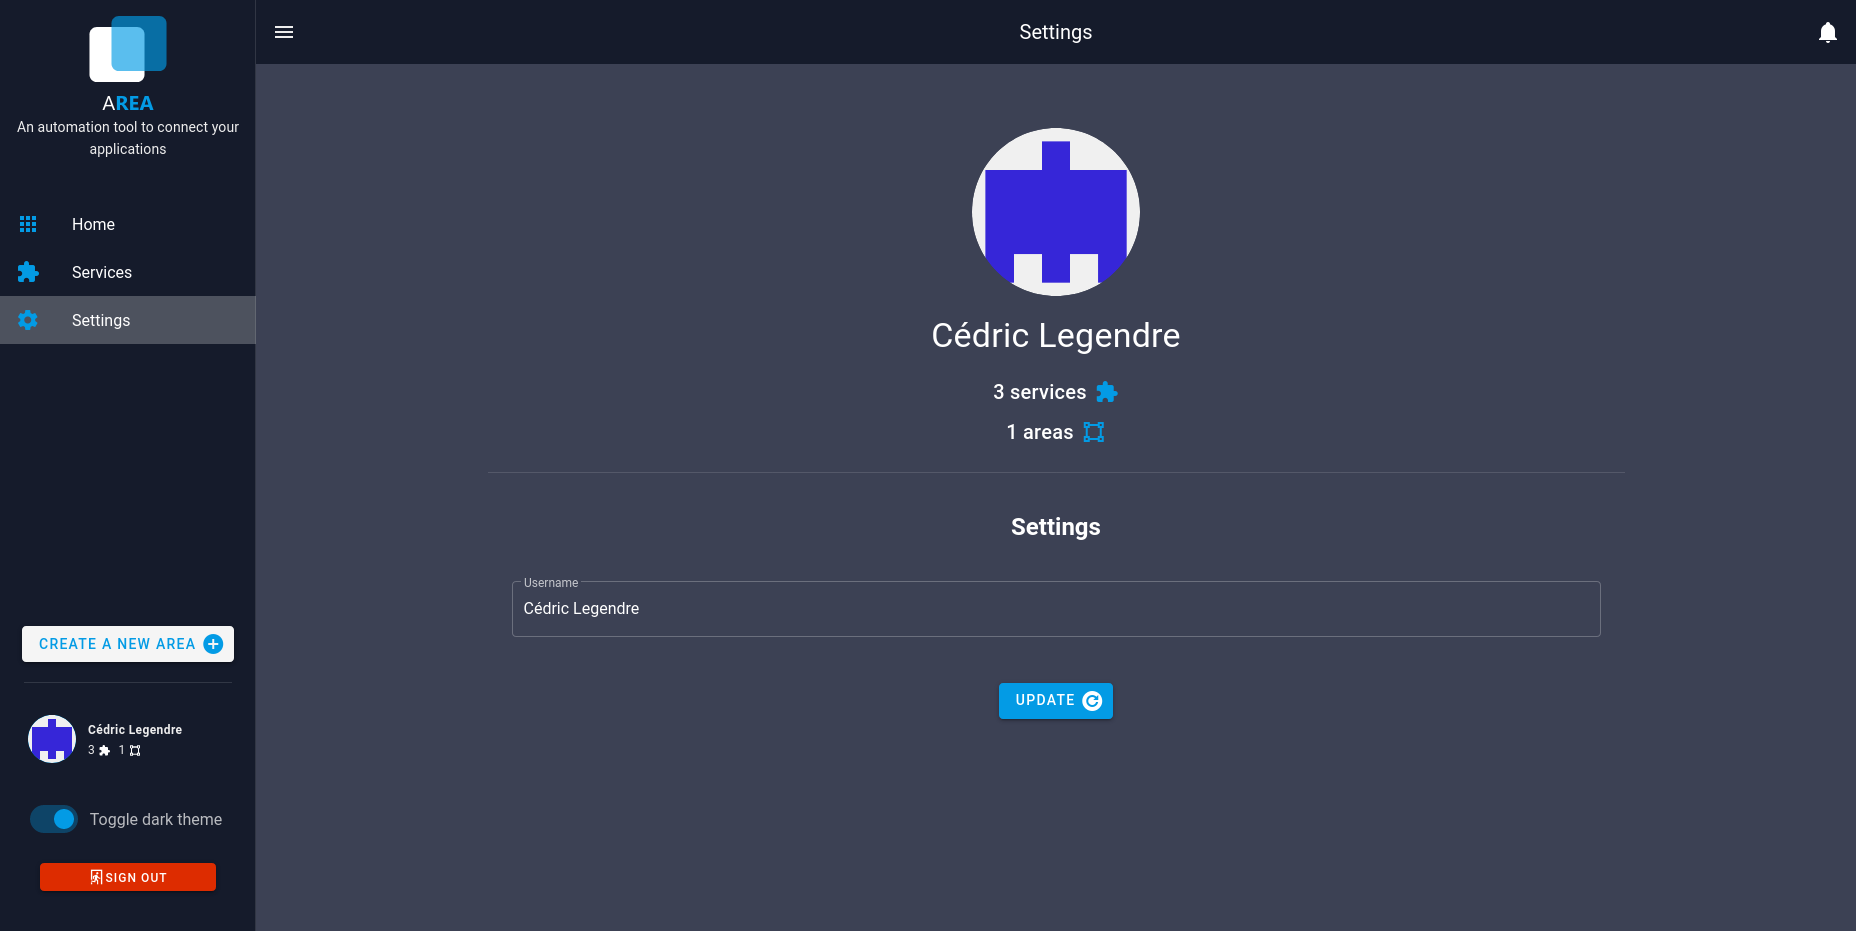 AREA
An automation tool to connect your
applications
Home
Services
Settings
CREATE A NEW AREA
Cédric Legendre
3 1
Toggle dark theme
SIGN OUT
Settings
Cédric Legendre
3 services
1 areas
Settings
Username
Cédric Legendre
UPDATE